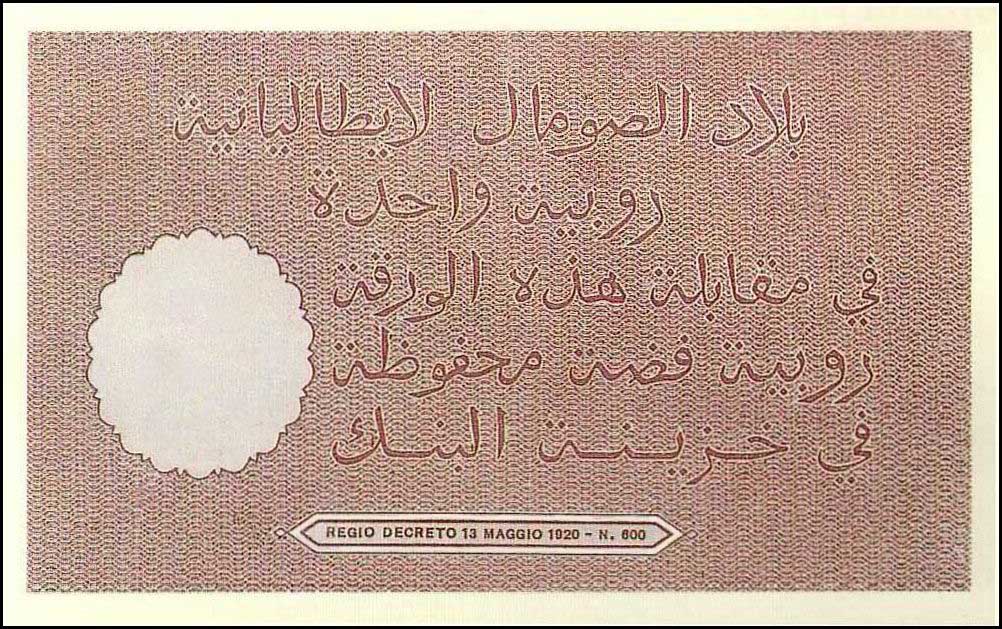 بلاد الصومال لايطاليانية
روبية واحدة
في مقابلة هذه الورقة
روبية فضة محفوظة
في خزينة البنك
REGIO DECRETO 13 MAGGIO 1920 - N. 600